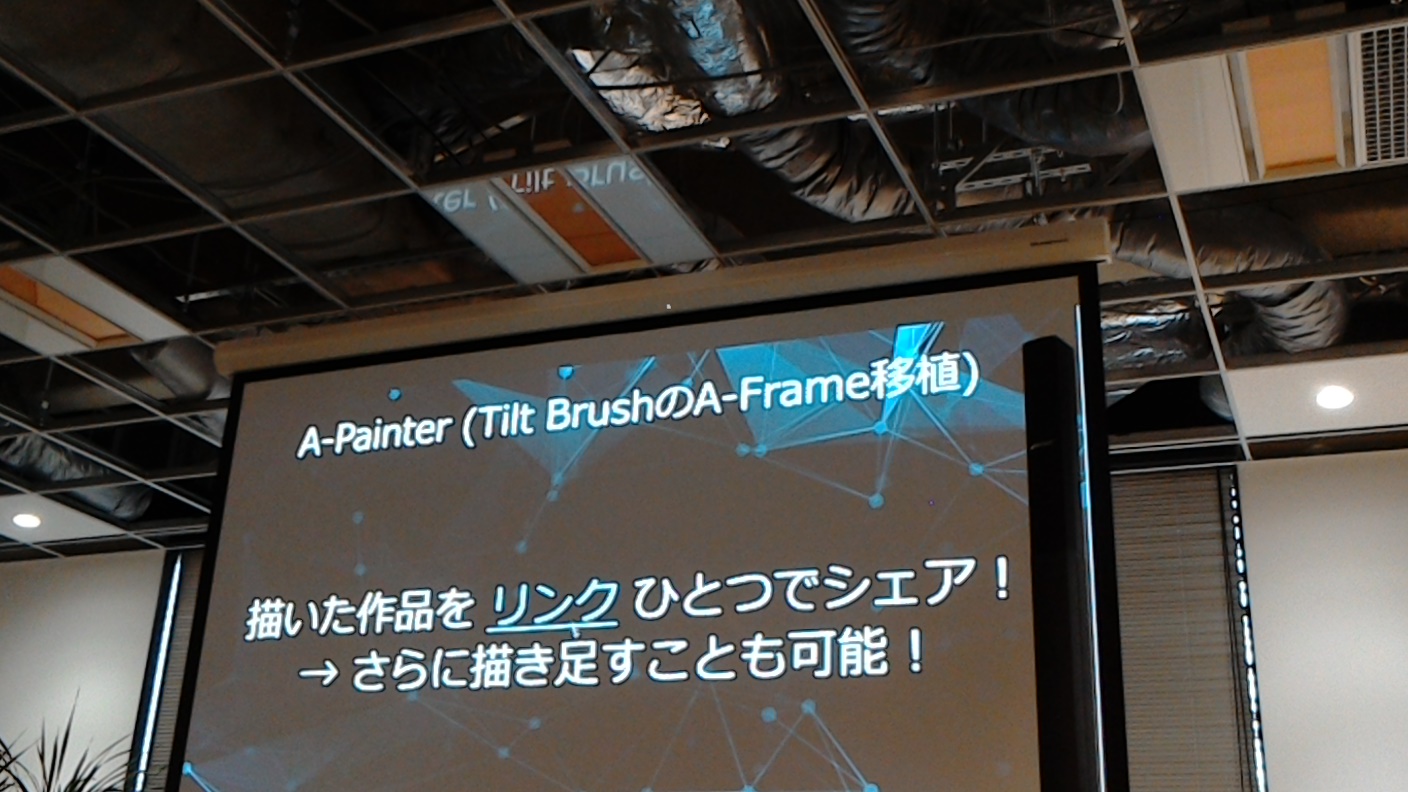 A-Painter (Tilt BrushのA-Frame移植)
描いた作品を リンク ひとつでシェア！
→ さらに描き足すことも可能！